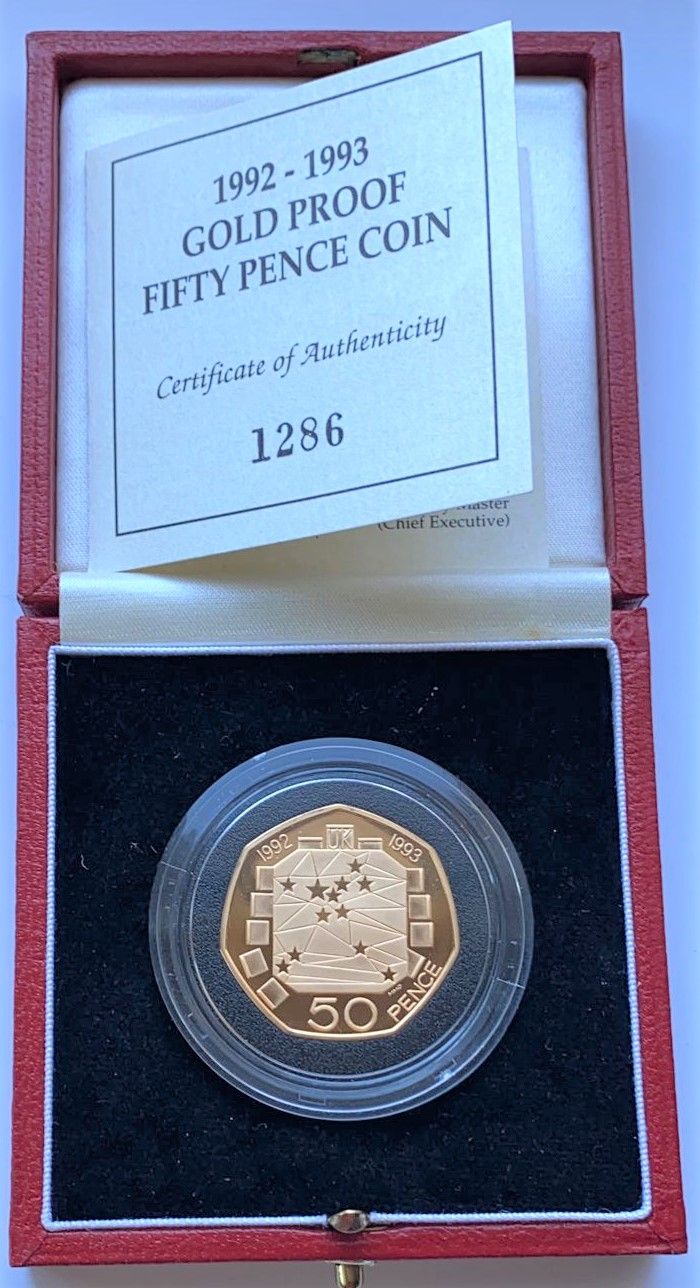 1992 - 1993
GOLD PROOF
FIFTY PENCE COIN
Certificate of Authenticity
1286
Master
(Chief Executive)
1992 UK 1993
50 PENCE